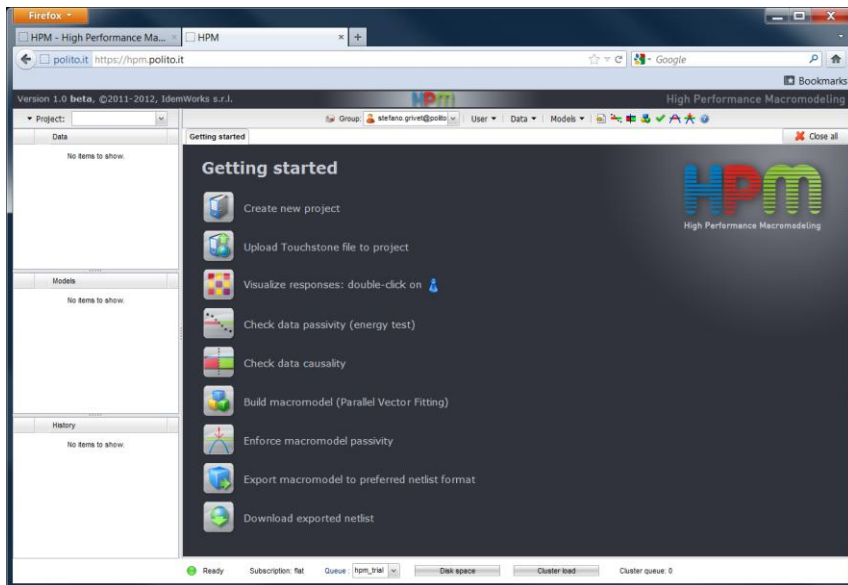 Firefox
HPM - High Performance Ma...
HPM
polito.it https://hpm.polito.it
Google
Bookmarks
Version 1.0 beta, ©2011-2012, IdemWorks s.r.l.
HPm
High Performance Macromodeling
Project:
Group: stefano.grivet@polito
User
Data
Models
Data
Getting started
Close all
No items to show.
Getting started
HPm
High Performance Macromodeling
Create new project
Upload Touchstone file to project
Visualize responses: double-click on
Check data passivity (energy test)
Check data causality
Build macromodel (Parallel Vector Fitting)
Enforce macromodel passivity
Export macromodel to preferred netlist format
Download exported netlist
Models
No items to show.
History
No items to show.
Ready
Subscription: flat
Queue : hpm_trial
Disk space
Cluster load
Cluster queue: 0